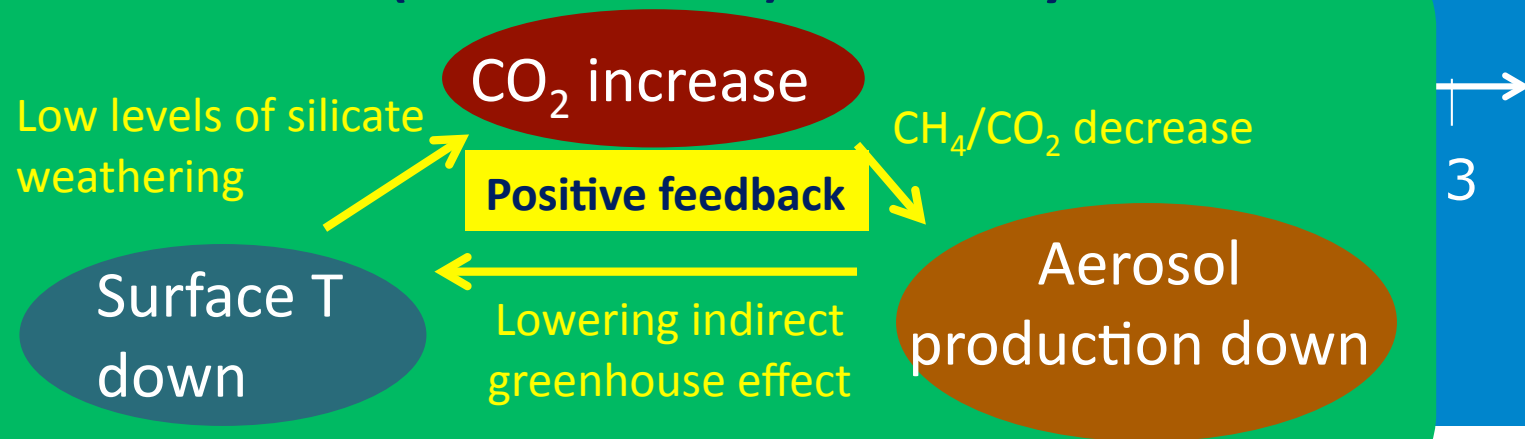 CO₂ increase
Low levels of silicate
weathering
CH₄/CO₂ decrease
Positive feedback
3
Aerosol
production down
Surface T
down
Lowering indirect
greenhouse effect